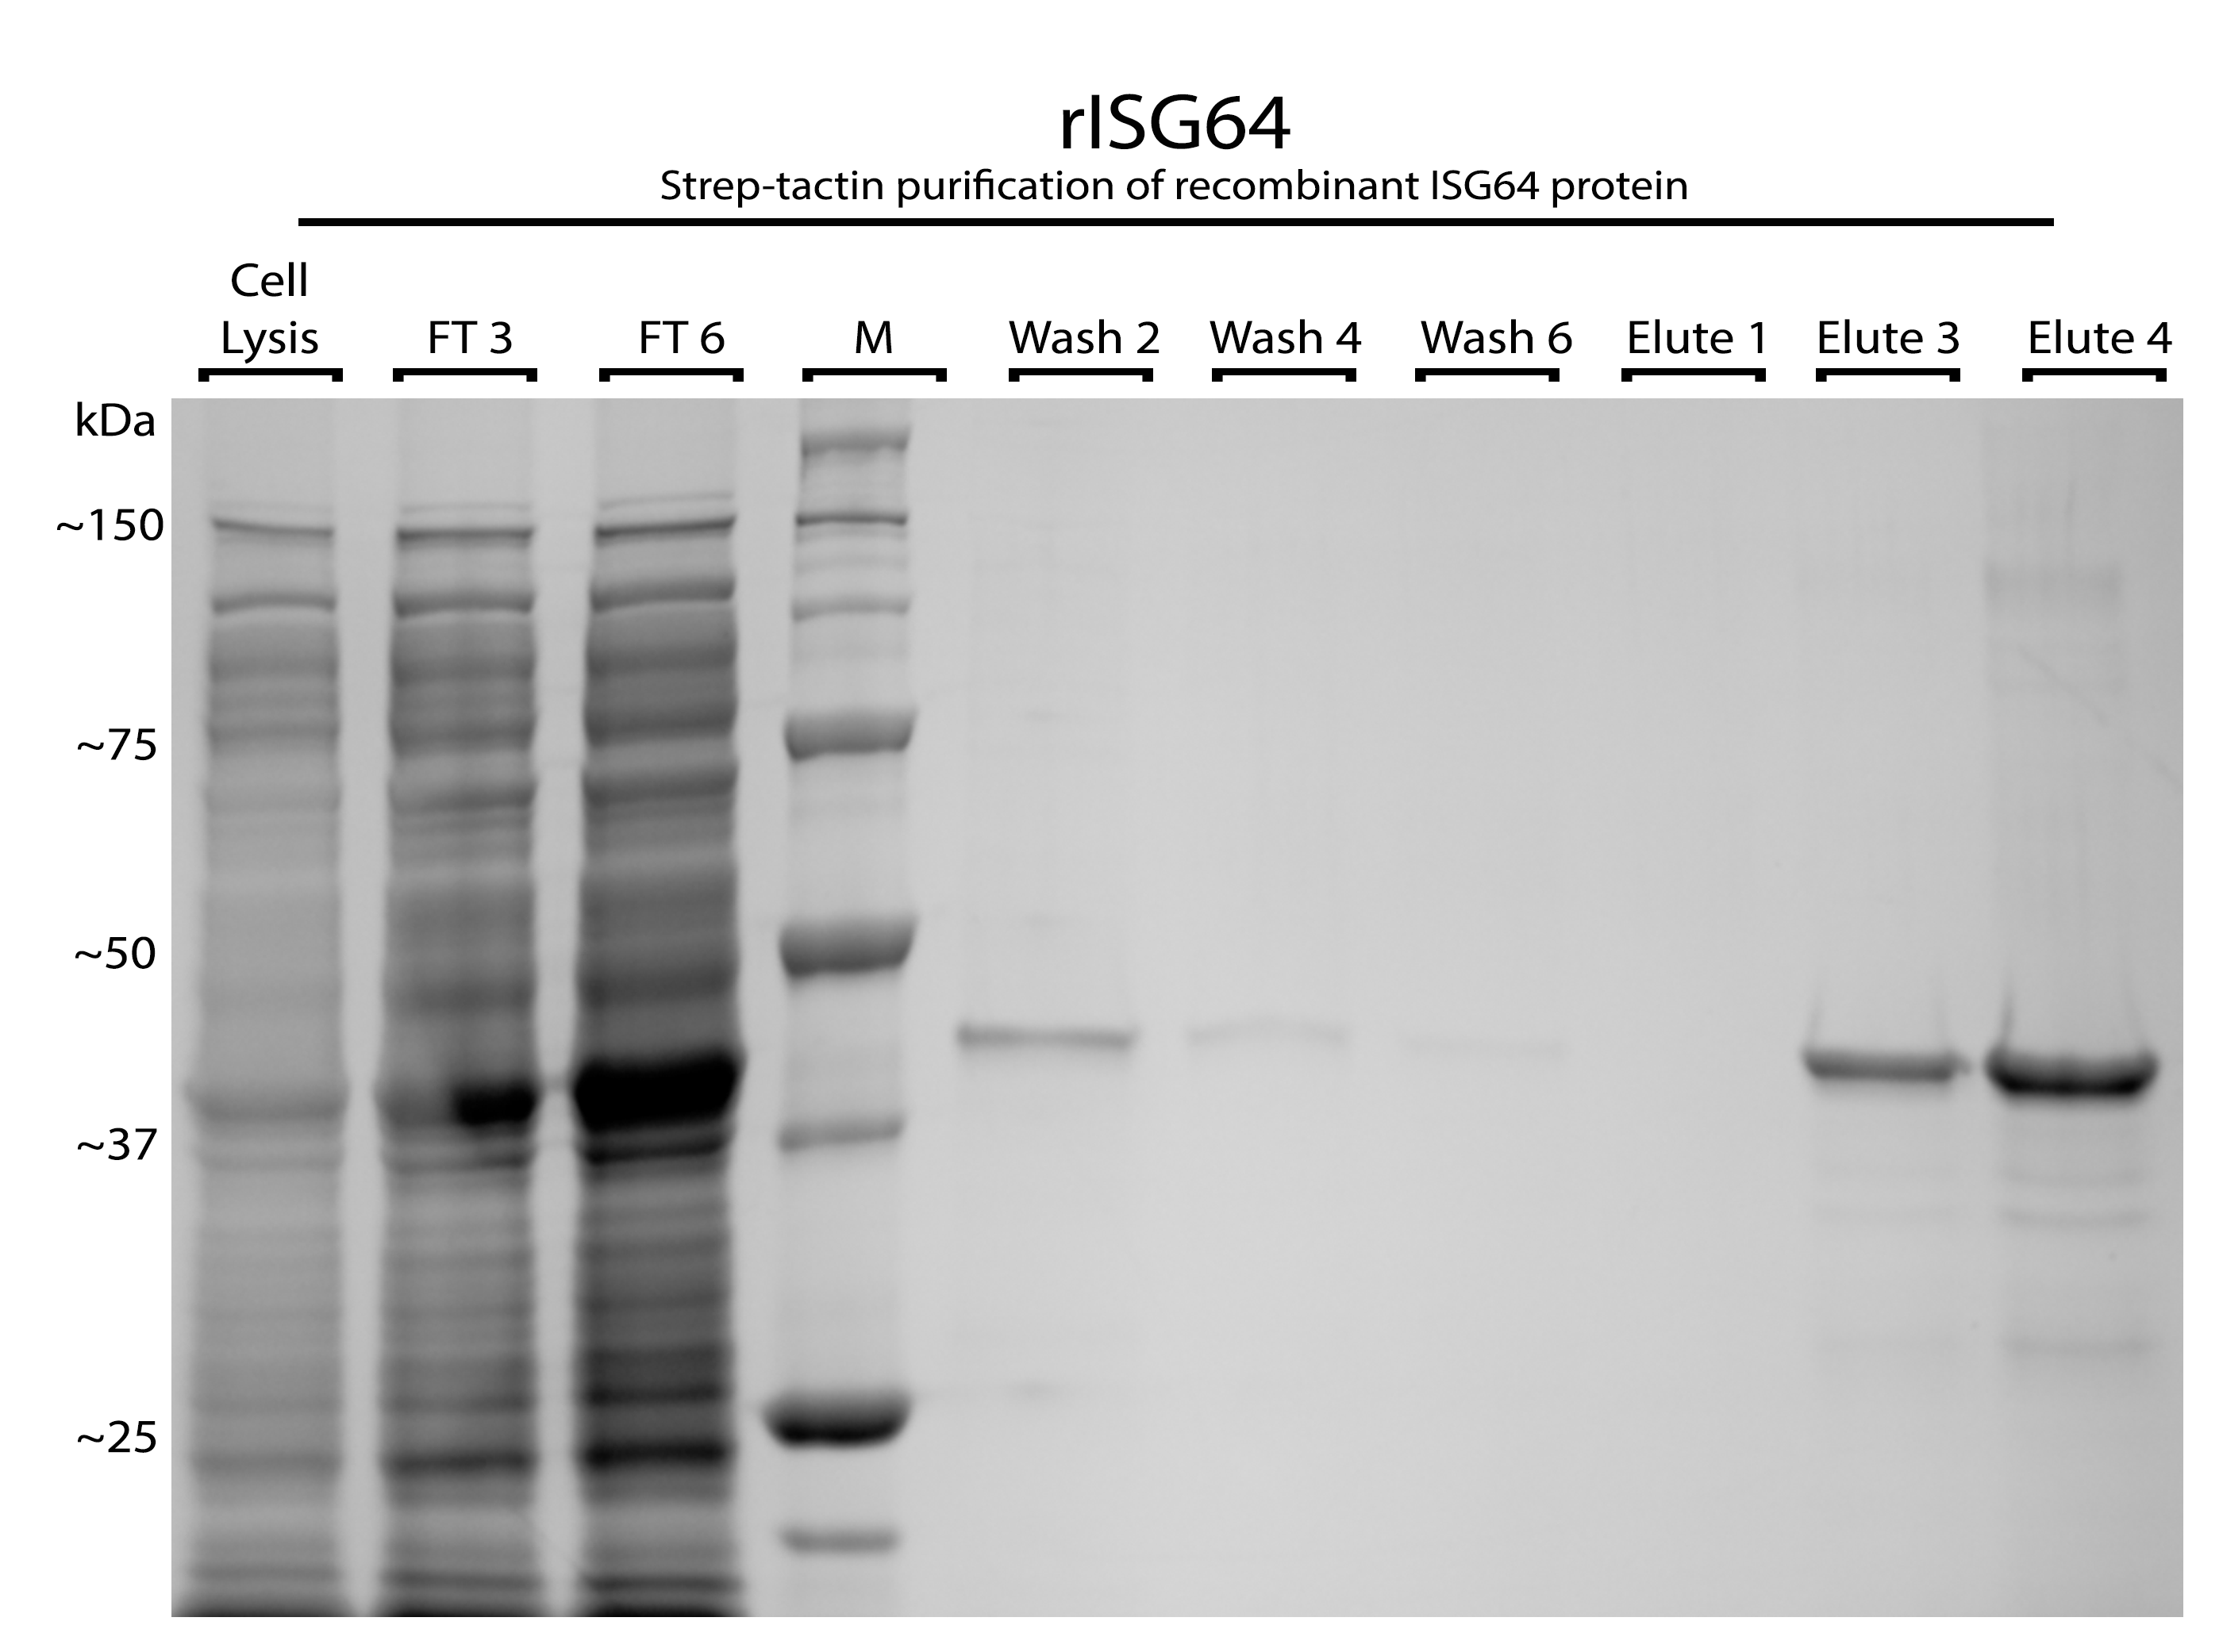 rISG64
Strep-tactin purification of recombinant ISG64 protein
Cell
Lysis
FT 3
FT 6
M
Wash 2
Wash 4
Wash 6
Elute 1
Elute 3
Elute 4
kDa
~150
~75
~50
~37
~25